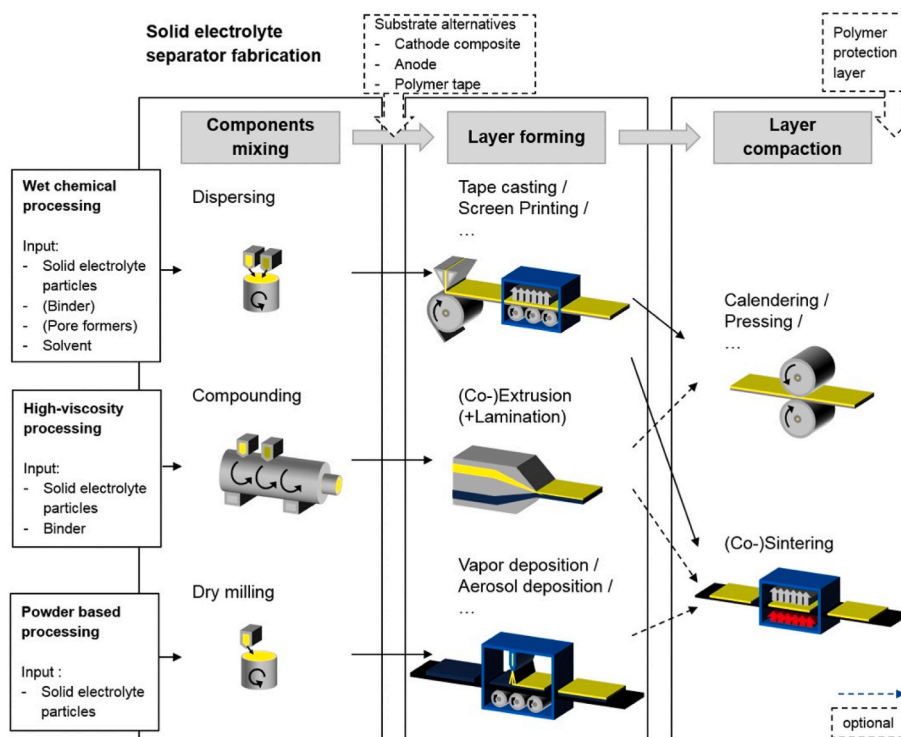 Solid electrolyte
separator fabrication
Substrate alternatives
- Cathode composite
- Anode
- Polymer tape
Polymer
protection
layer
Components
mixing
Layer forming
Layer
compaction
Wet chemical
processing
Input:
- Solid electrolyte
particles
- (Binder)
- (Pore formers)
- Solvent
Dispersing
Tape casting /
Screen Printing /
...
Calendering /
Pressing /
...
High-viscosity
processing
Input:
- Solid electrolyte
particles
- Binder
Compounding
(Co-)Extrusion
(+Lamination)
(Co-)Sintering
Powder based
processing
Input :
- Solid electrolyte
particles
Dry milling
Vapor deposition /
Aerosol deposition /
...
optional